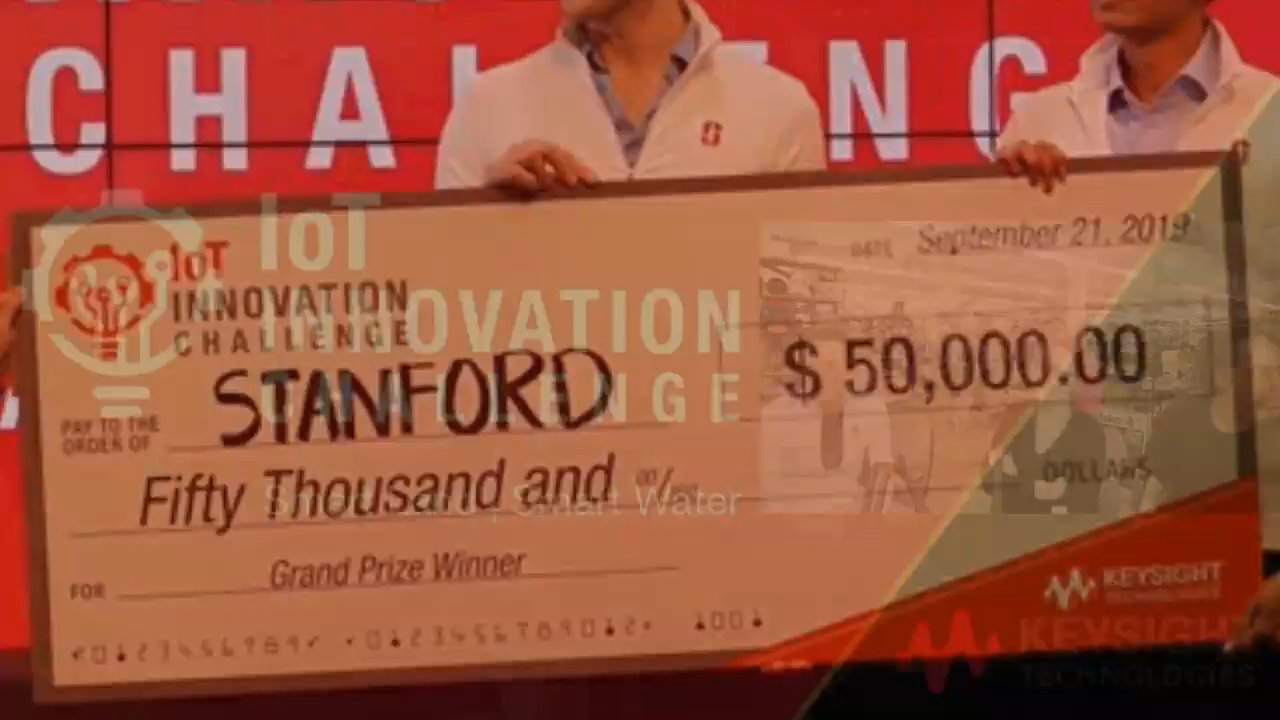 CHALLENG
IoT
INNOVATION
CHALLENGE
IoT
INNOVATION
CHALLENGE
DATE September 21, 2019
STANFORD
$ 50,000.00
PAY TO THE
ORDER OF
Fifty Thousand and 00/
DOLLARS
Smart Water
FOR Grand Prize Winner
KEYSIGHT
TECHNOLOGIES
KEYSIGHT
TECHNOLOGIES